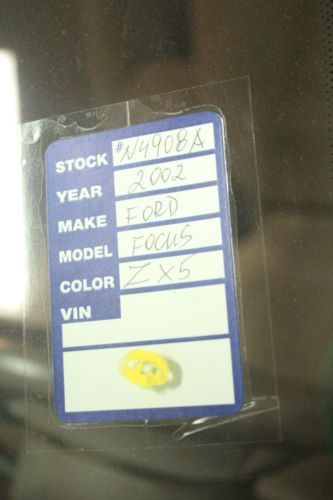 STOCK #N4908A
YEAR 2002
MAKE FORD
MODEL FOCUS
COLOR ZX5
VIN